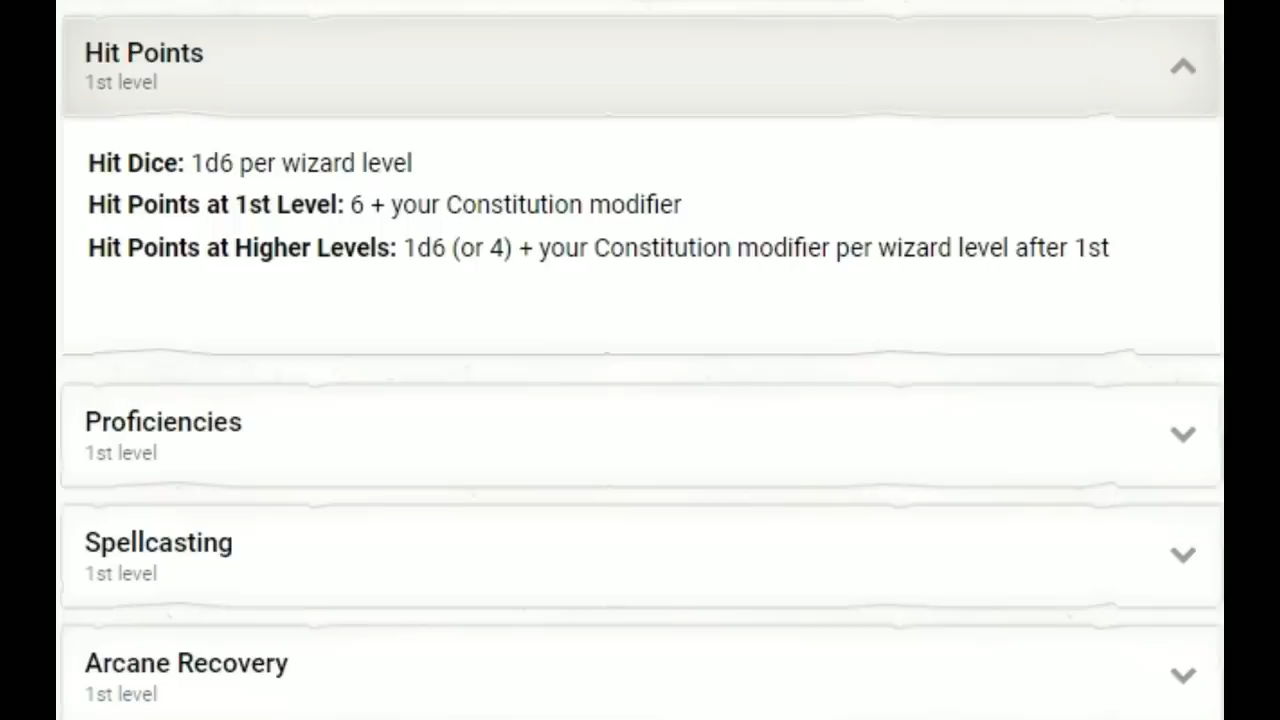 Hit Points
1st level
Hit Dice: 1d6 per wizard level
Hit Points at 1st Level: 6 + your Constitution modifier
Hit Points at Higher Levels: 1d6 (or 4) + your Constitution modifier per wizard level after 1st
Proficiencies
1st level
Spellcasting
1st level
Arcane Recovery
1st level